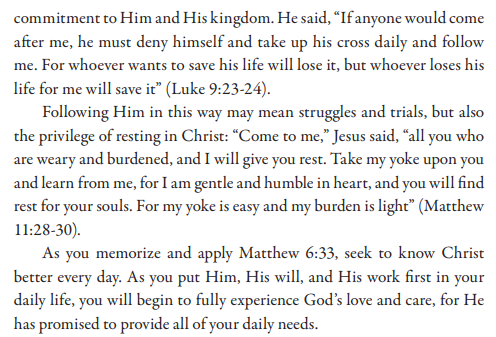 commitment to Him and His kingdom. He said, “If anyone would come
after me, he must deny himself and take up his cross daily and follow
me. For whoever wants to save his life will lose it, but whoever loses his
life for me will save it” (Luke 9:23-24).
Following Him in this way may mean struggles and trials, but also
the privilege of resting in Christ: “Come to me,” Jesus said, “all you who
are weary and burdened, and I will give you rest. Take my yoke upon you
and learn from me, for I am gentle and humble in heart, and you will find
rest for your souls. For my yoke is easy and my burden is light” (Matthew
11:28-30).
As you memorize and apply Matthew 6:33, seek to know Christ
better every day. As you put Him, His will, and His work first in your
daily life, you will begin to fully experience God’s love and care, for He
has promised to provide all of your daily needs.